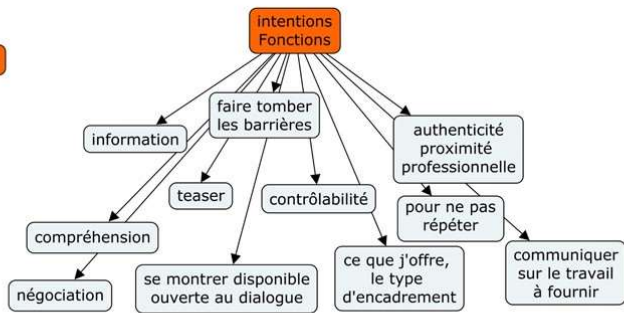 intentions
Fonctions
faire tomber
les barrières
information
authenticité
proximité
professionnelle
teaser
contrôlabilité
pour ne pas
répéter
compréhension
communiquer
sur le travail
à fournir
ce que j'offre,
le type
d'encadrement
se montrer disponible
ouverte au dialogue
négociation